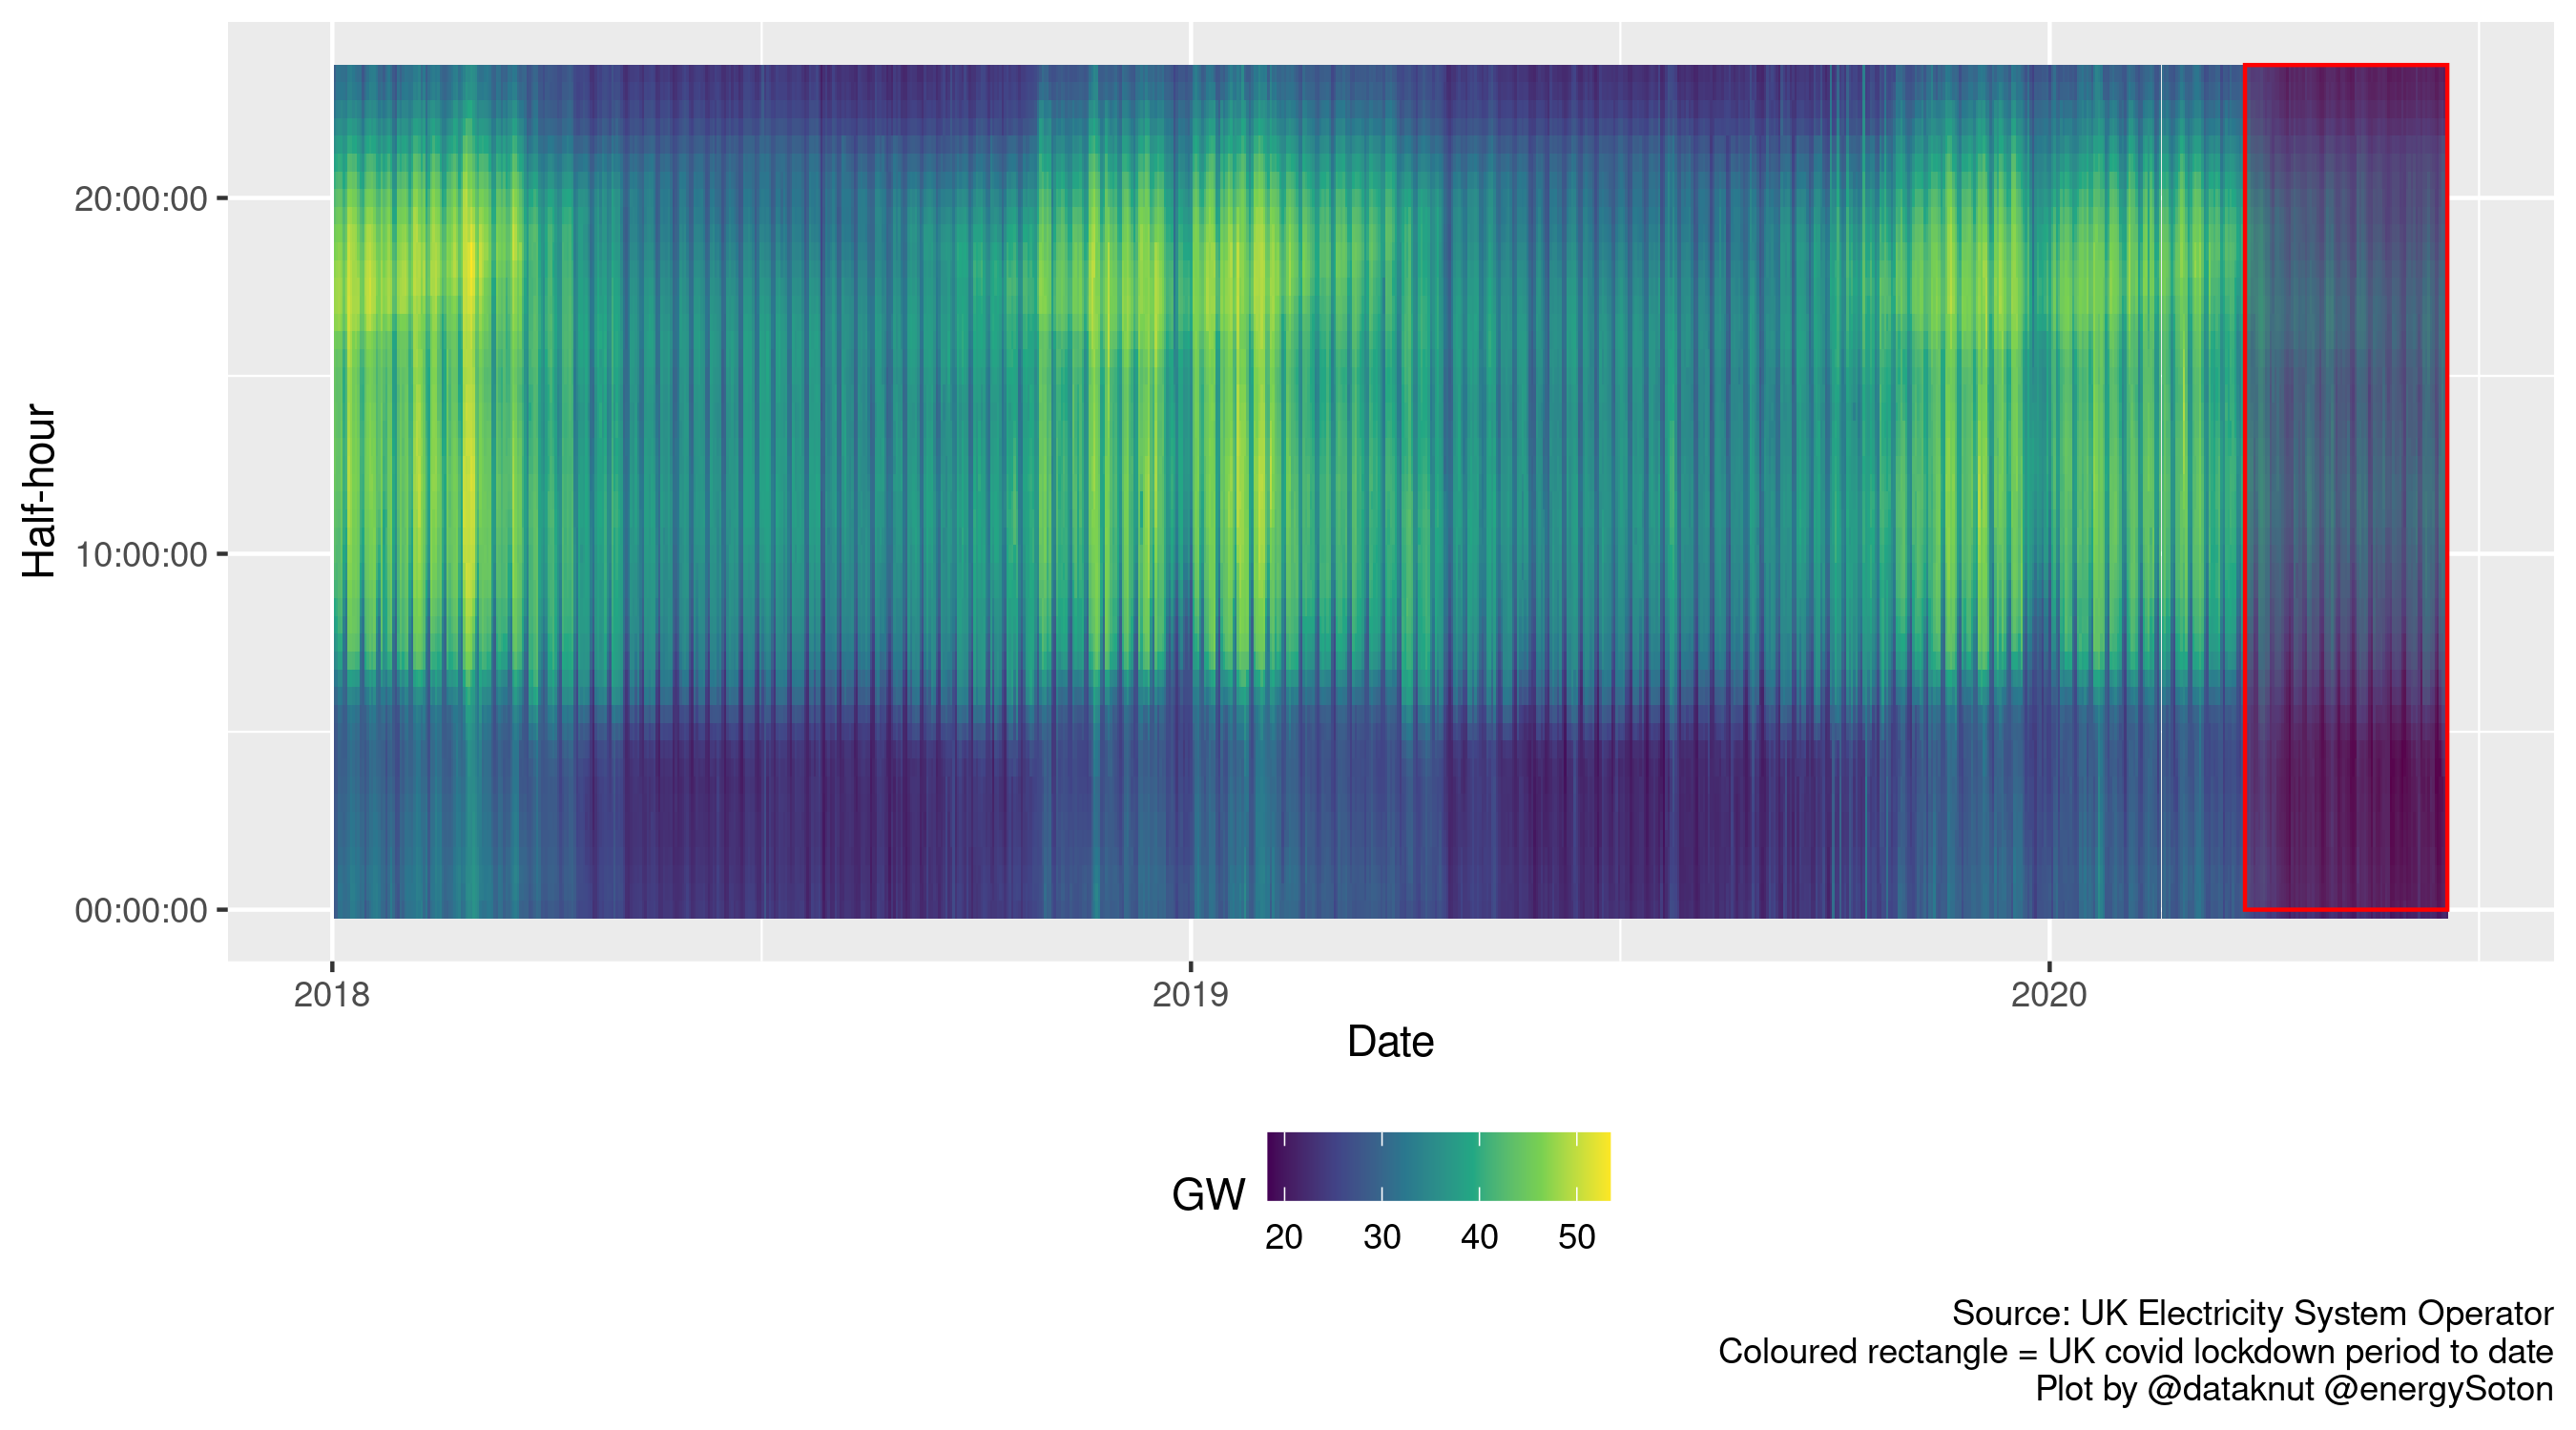 20:00:00
10:00:00
00:00:00
Half-hour
2018 2019 2020
Date
GW
20 30 40 50
Source: UK Electricity System Operator
Coloured rectangle = UK covid lockdown period to date
Plot by @dataknut @energySoton